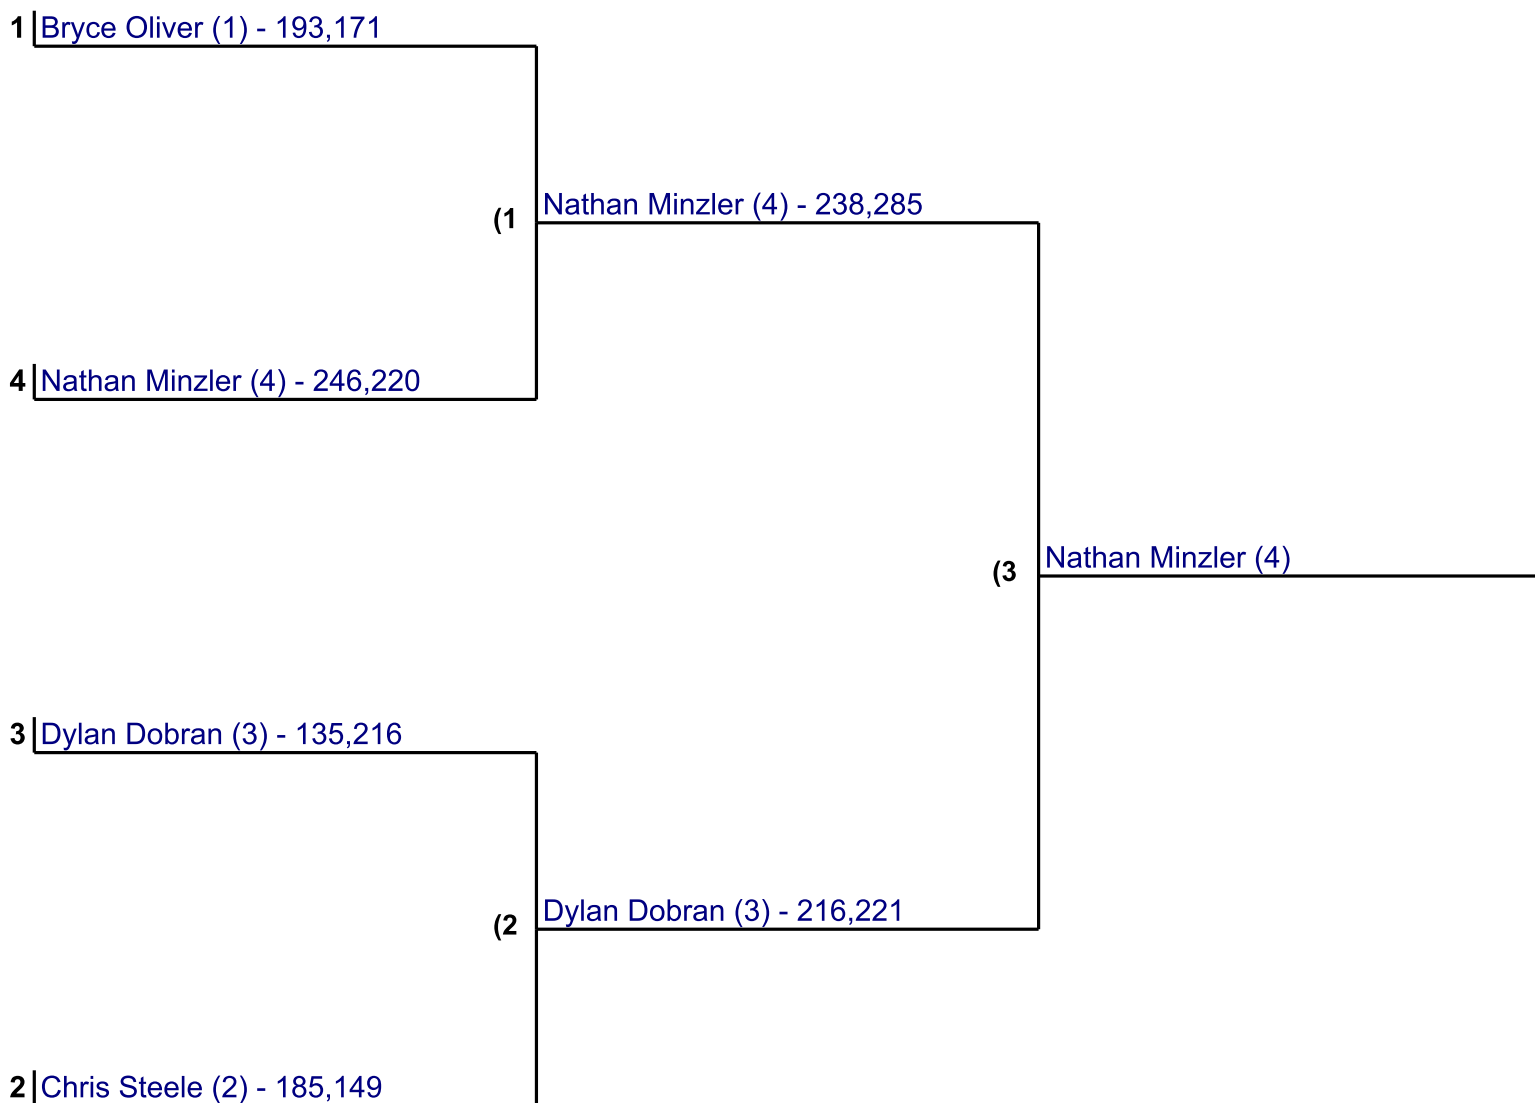 1 Bryce Oliver (1) - 193,171
(1 Nathan Minzler (4) - 238,285
4 Nathan Minzler (4) - 246,220
(3 Nathan Minzler (4)
3 Dylan Dobran (3) - 135,216
(2 Dylan Dobran (3) - 216,221
2 Chris Steele (2) - 185,149